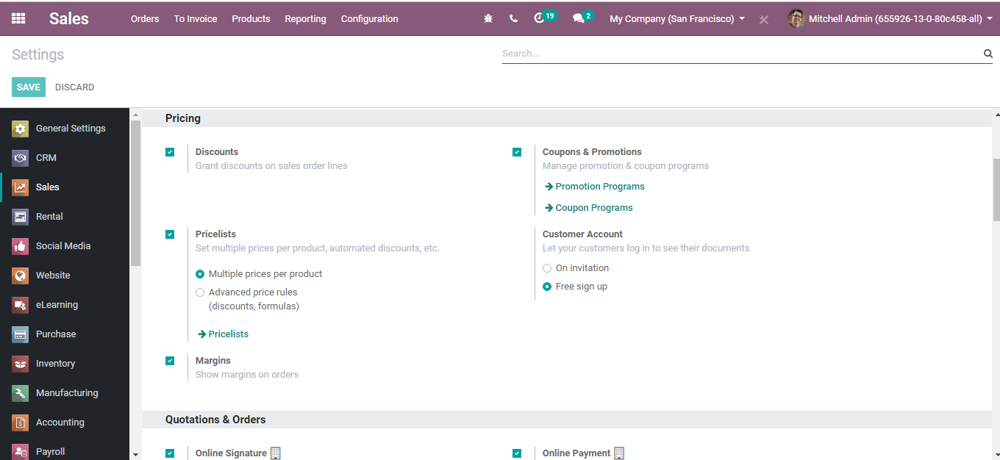 Sales Orders To Invoice Products Reporting Configuration 19 2 My Company (San Francisco) Mitchell Admin (655926-13-0-80c458-all)
Settings
Search...
SAVE DISCARD
General Settings
CRM
Sales
Rental
Social Media
Website
eLearning
Purchase
Inventory
Manufacturing
Accounting
Payroll
Pricing
Discounts
Grant discounts on sales order lines
Coupons & Promotions
Manage promotion & coupon programs
Promotion Programs
Coupon Programs
Pricelists
Set multiple prices per product, automated discounts, etc.
Multiple prices per product
Advanced price rules
(discounts, formulas)
Pricelists
Customer Account
Let your customers log in to see their documents
On invitation
Free sign up
Margins
Show margins on orders
Quotations & Orders
Online Signature
Online Payment